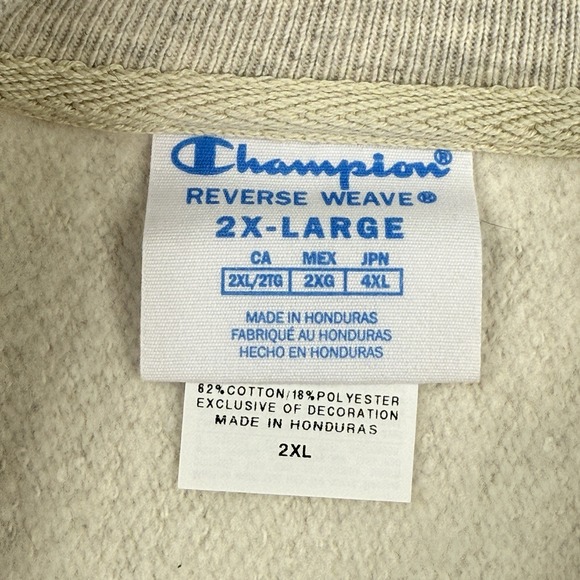 Champion®
REVERSE WEAVE®
2X-LARGE
CA MEX JPN
2XL/2TG 2XG 4XL
MADE IN HONDURAS
FABRIQUÉ AU HONDURAS
HECHO EN HONDURAS
82%COTTON/18%POLYESTER
EXCLUSIVE OF DECORATION
MADE IN HONDURAS
2XL